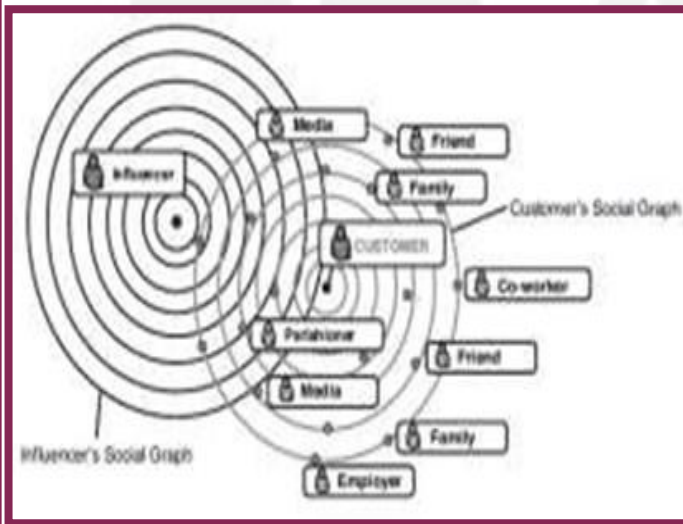 Media
Friend
Influencer
Family
Customer's Social Graph
CUSTOMER
Co-worker
Parishioner
Friend
Media
Family
Influencer's Social Graph
Employer